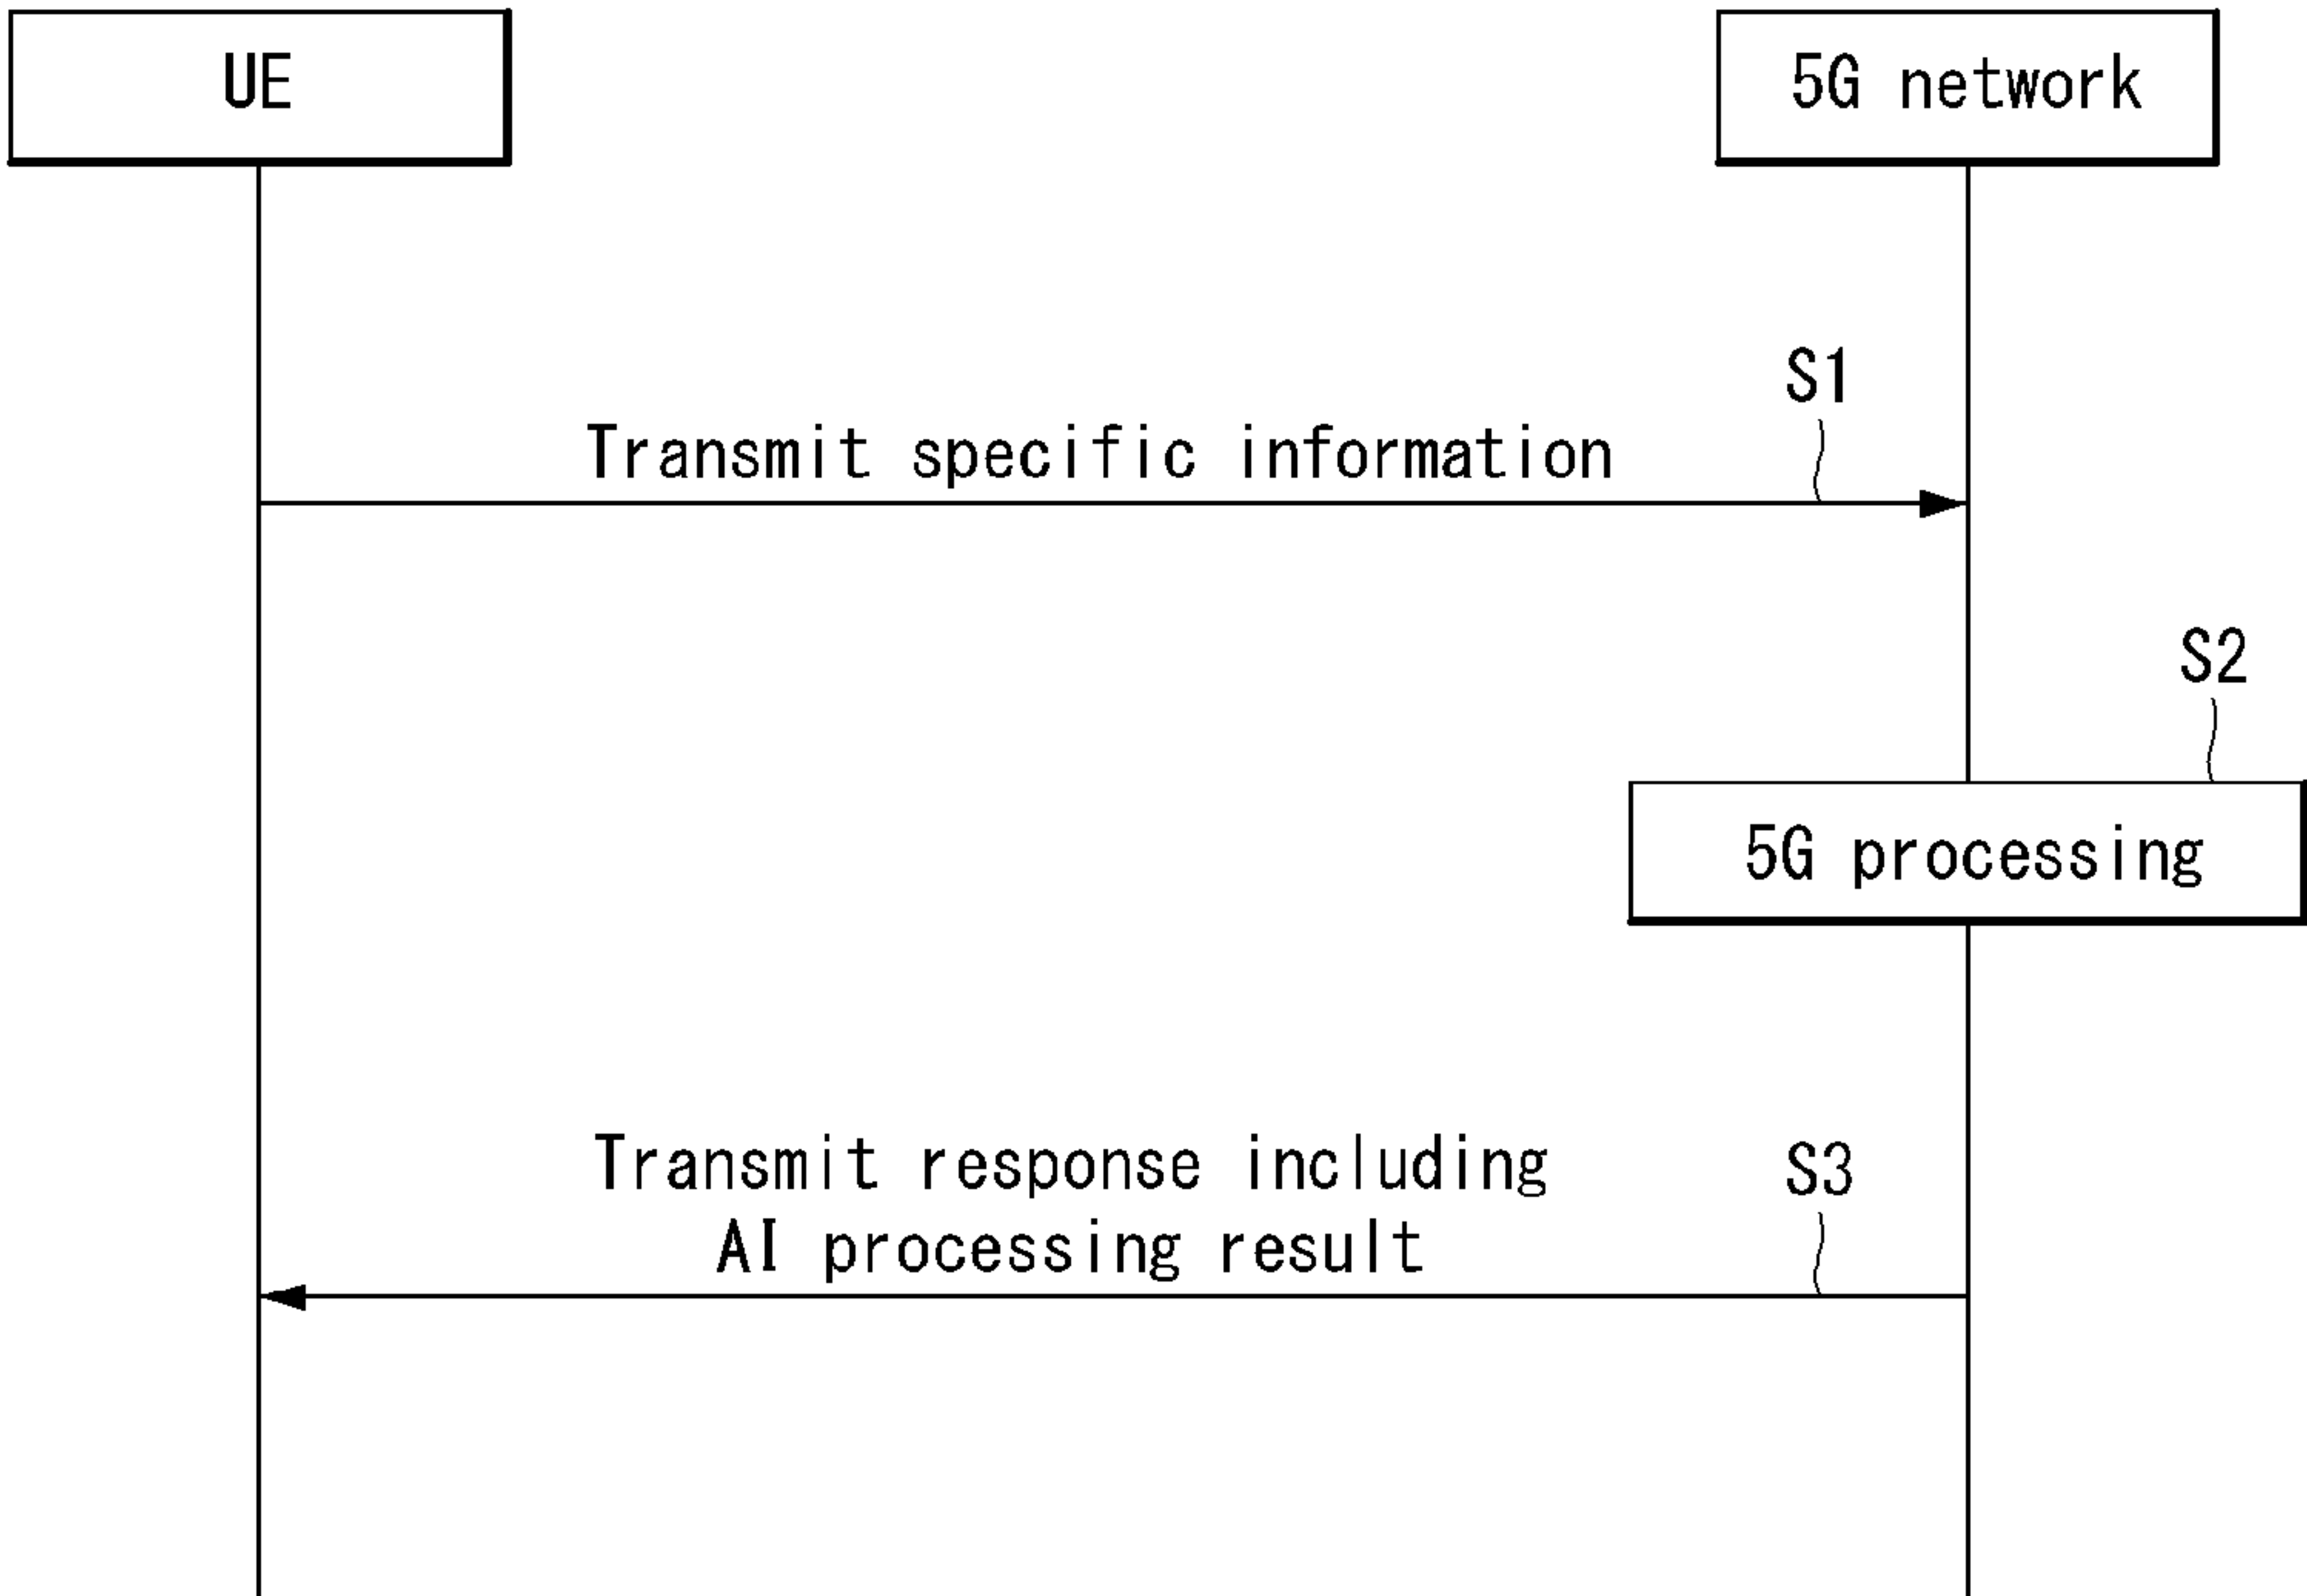 UE
5G network
S1
Transmit specific information
S2
5G processing
Transmit response including
S3
AI processing result